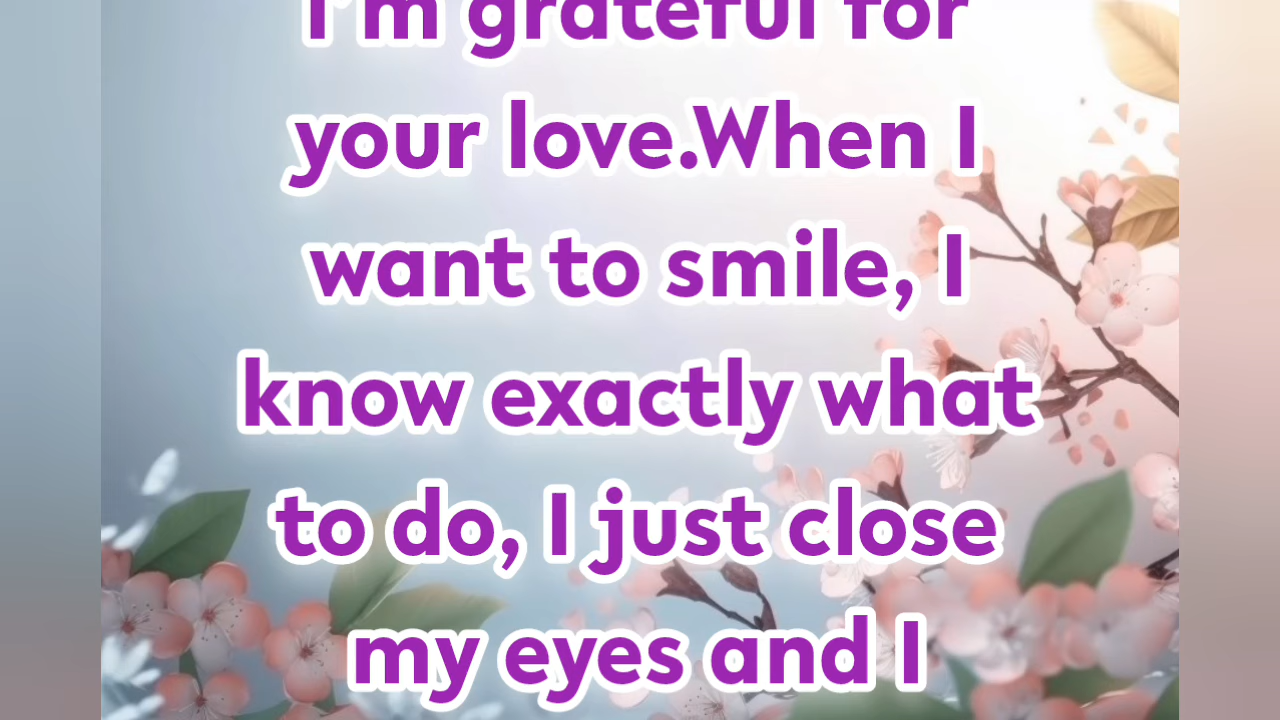 I'm grateful for
your love.When I
want to smile, I
know exactly what
to do, I just close
my eyes and I